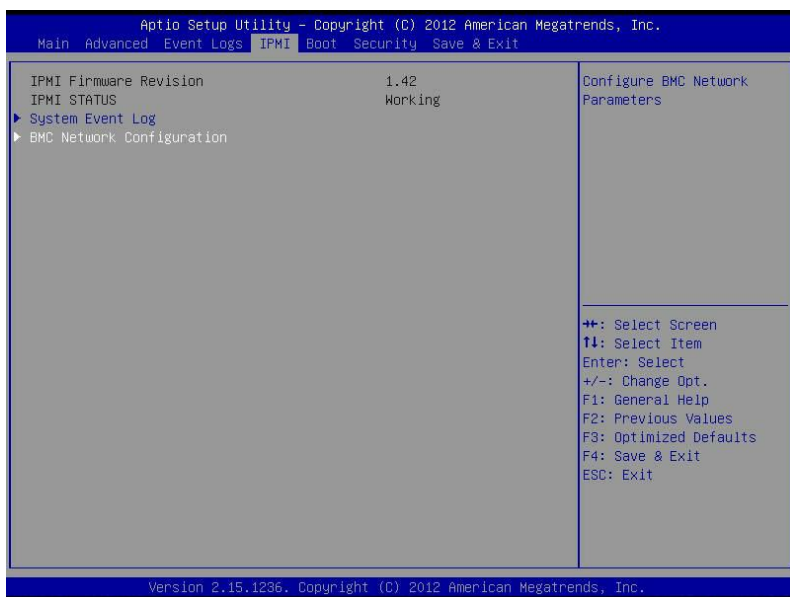 Aptio Setup Utility – Copyright (C) 2012 American Megatrends, Inc.
Main Advanced Event Logs IPMI Boot Security Save & Exit
IPMI Firmware Revision 1.42
IPMI STATUS Working
System Event Log
BMC Network Configuration
Configure BMC Network
Parameters
→←: Select Screen
↑↓: Select Item
Enter: Select
+/-: Change Opt.
F1: General Help
F2: Previous Values
F3: Optimized Defaults
F4: Save & Exit
ESC: Exit
Version 2.15.1236. Copyright (C) 2012 American Megatrends, Inc.